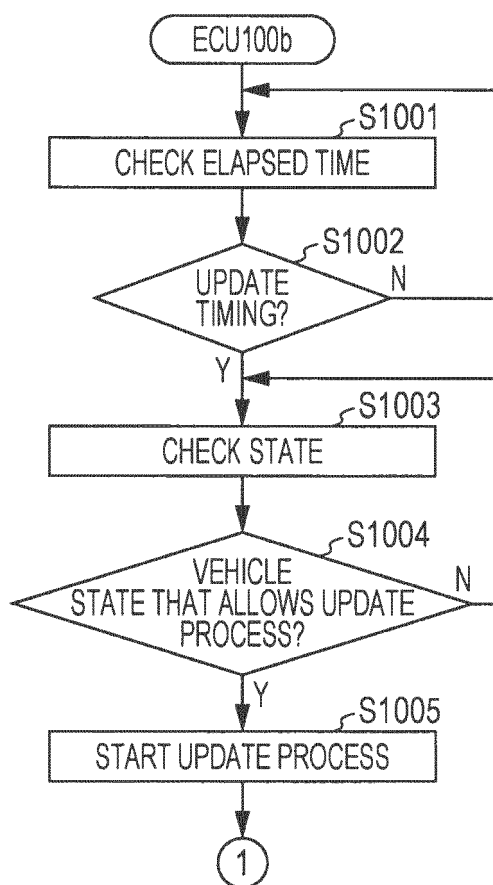 ECU100b
S1001
CHECK ELAPSED TIME
S1002
UPDATE
TIMING?
N
Y
S1003
CHECK STATE
S1004
VEHICLE
STATE THAT ALLOWS UPDATE
PROCESS?
N
Y
S1005
START UPDATE PROCESS
1